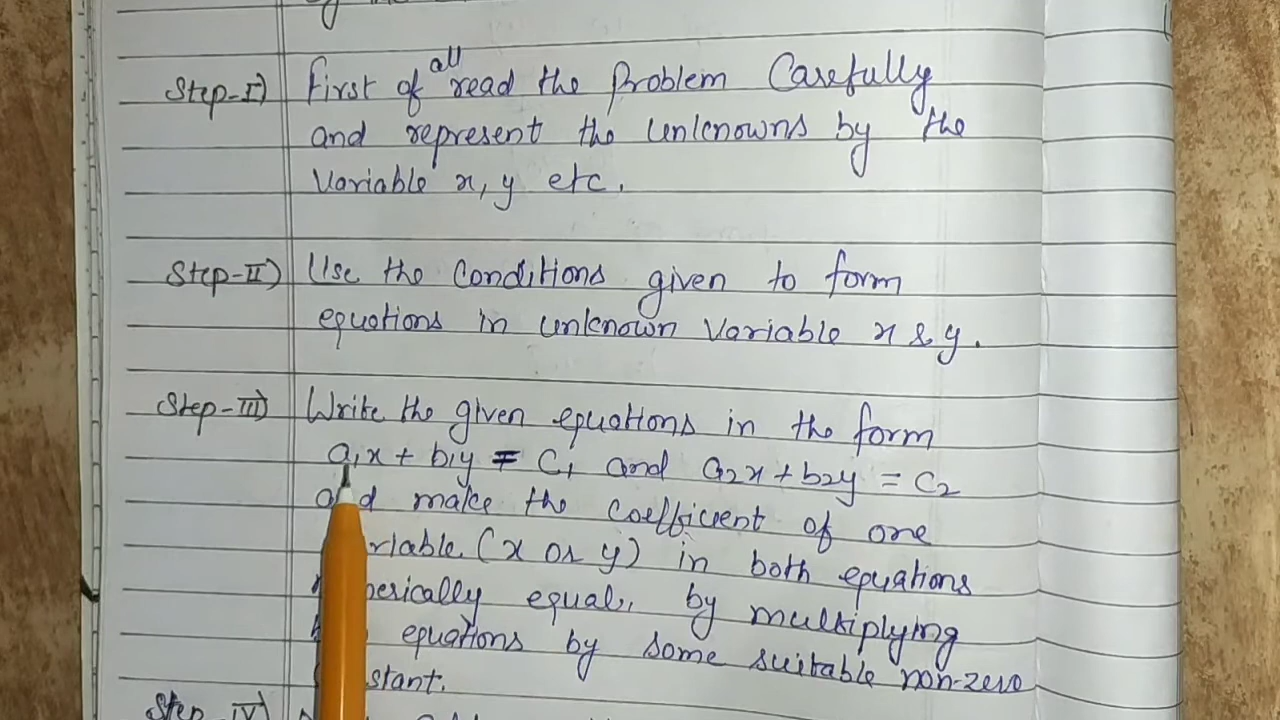 Step-I) First of all read the Problem Carefully
and represent the unknowns by the
Variable x, y etc.
Step-II) Use the Conditions given to form
equations in unknown Variable x & y.
Step-III) Write the given equations in the form
a₁x + b₁y = C₁ and a₂x + b₂y = C₂
and make the coefficient of one
(x or y) in both equations
equal, by multiplying
equations by some suitable non-zero
Step-IV)